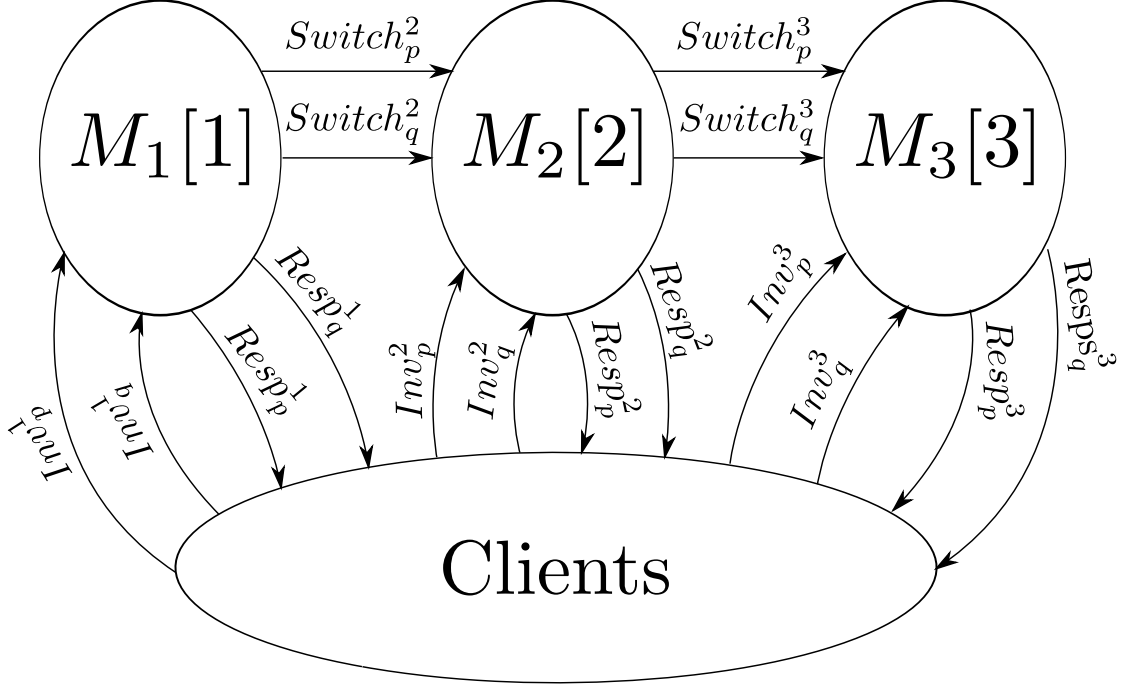 Switch_p^2
Switch_p^3
Switch_q^2
Switch_q^3
M_1[1]
M_2[2]
M_3[3]
Inv_p^1
Inv_q^1
Resp_p^1
Resp_q^1
Inv_p^2
Inv_q^2
Resp_p^2
Resp_q^2
Inv_p^3
Inv_q^3
Resp_p^3
Resps_q^3
Clients